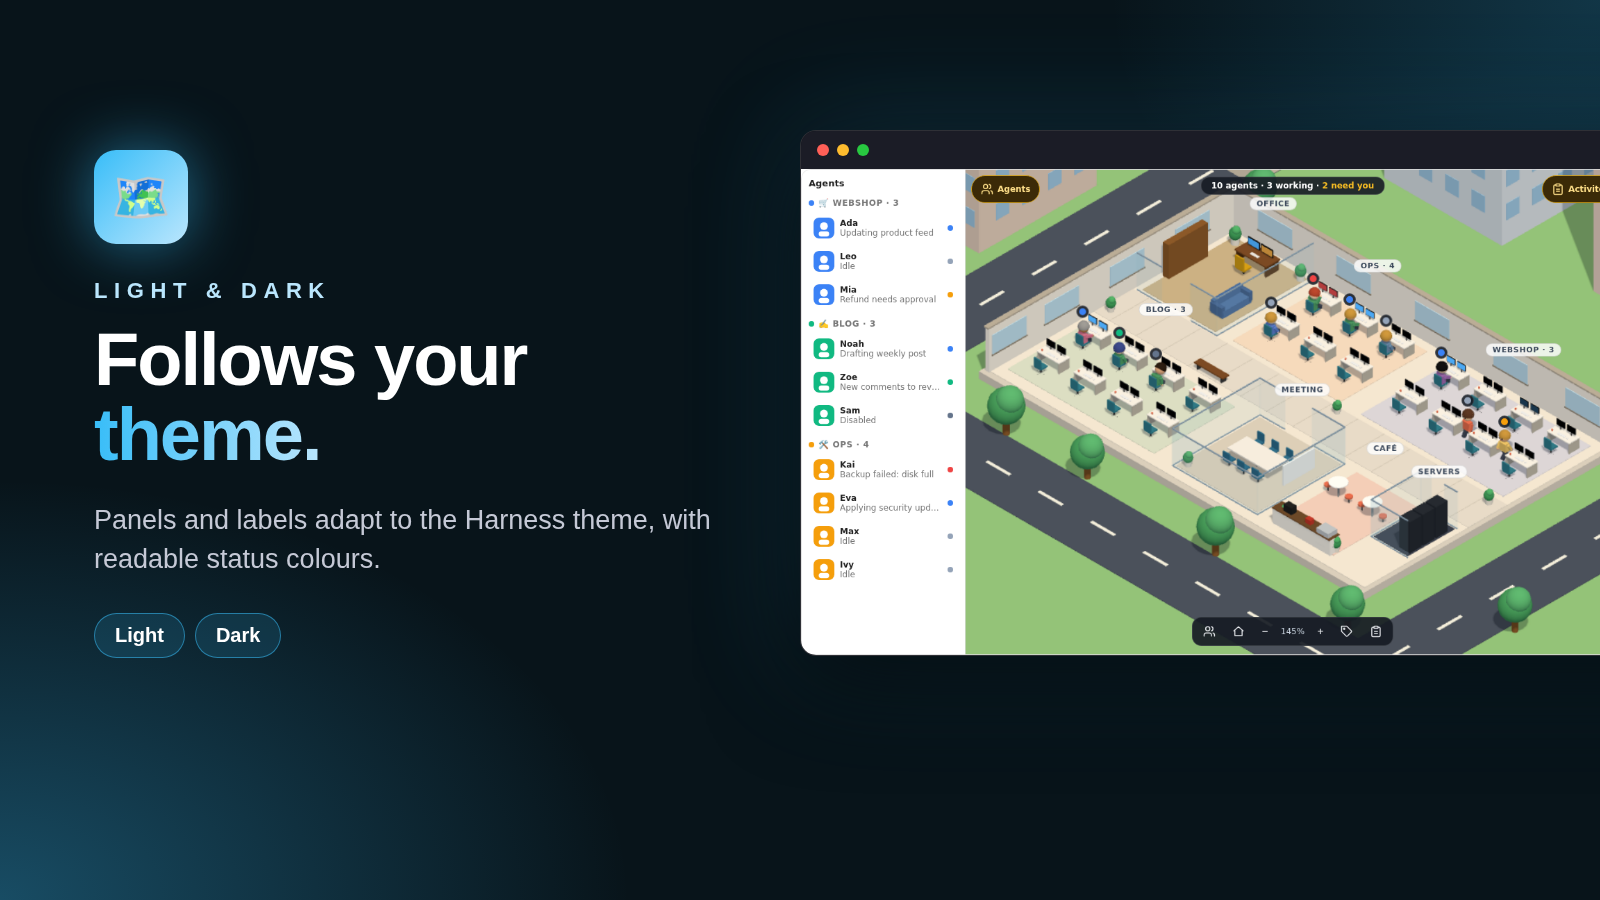 LIGHT & DARK
Follows your
theme.
Panels and labels adapt to the Harness theme, with
readable status colours.
Light
Dark
Agents
WEBSHOP · 3
Ada
Updating product feed
Leo
Idle
Mia
Refund needs approval
BLOG · 3
Noah
Drafting weekly post
Zoe
New comments to rev...
Sam
Disabled
OPS · 4
Kai
Backup failed: disk full
Eva
Applying security upd...
Max
Idle
Ivy
Idle
Agents
10 agents · 3 working · 2 need you
OFFICE
OPS · 4
BLOG · 3
WEBSHOP · 3
MEETING
CAFÉ
SERVERS
− 145% +